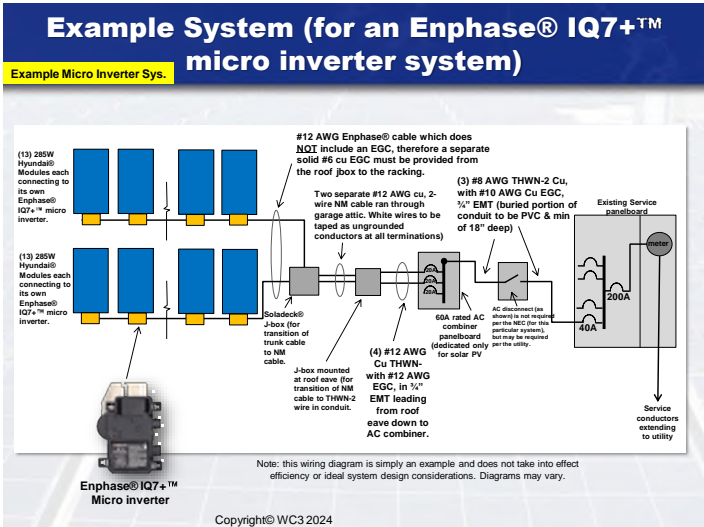 Example System (for an Enphase® IQ7+™
micro inverter system)
Example Micro Inverter Sys.
(13) 285W
Hyundai®
Modules each
connecting to
its own
Enphase®
IQ7+™ micro
inverter.
#12 AWG Enphase® cable which does
NOT include an EGC, therefore a separate
solid #6 cu EGC must be provided from
the roof jbox to the racking.
Two separate #12 AWG cu, 2-
wire NM cable ran through
garage attic. White wires to be
taped as ungrounded
conductors at all terminations)
(3) #8 AWG THWN-2 Cu,
with #10 AWG Cu EGC,
¾” EMT (buried portion of
conduit to be PVC & min
of 18” deep)
Existing Service
panelboard
meter
200A
40A
(13) 285W
Hyundai®
Modules each
connecting to
its own
Enphase®
IQ7+™ micro
inverter.
20A
20A
20A
Soladeck®
J-box (for
transition of
trunk cable
to NM
cable.
J-box mounted
at roof eave (for
transition of NM
cable to THWN-2
wire in conduit.
(4) #12 AWG
Cu THWN-
with #12 AWG
EGC, in ¾”
EMT leading
from roof
eave down to
AC combiner.
60A rated AC
combiner
panelboard
(dedicated only
for solar PV
AC diaconnect (as
shown) is not required
per the NEC (for this
particular system),
but may be required
per the utility.
Service
conductors
extending
to utility
Enphase® IQ7+™
Micro inverter
Note: this wiring diagram is simply an example and does not take into effect
efficiency or ideal system design considerations. Diagrams may vary.
Copyright© WC3 2024